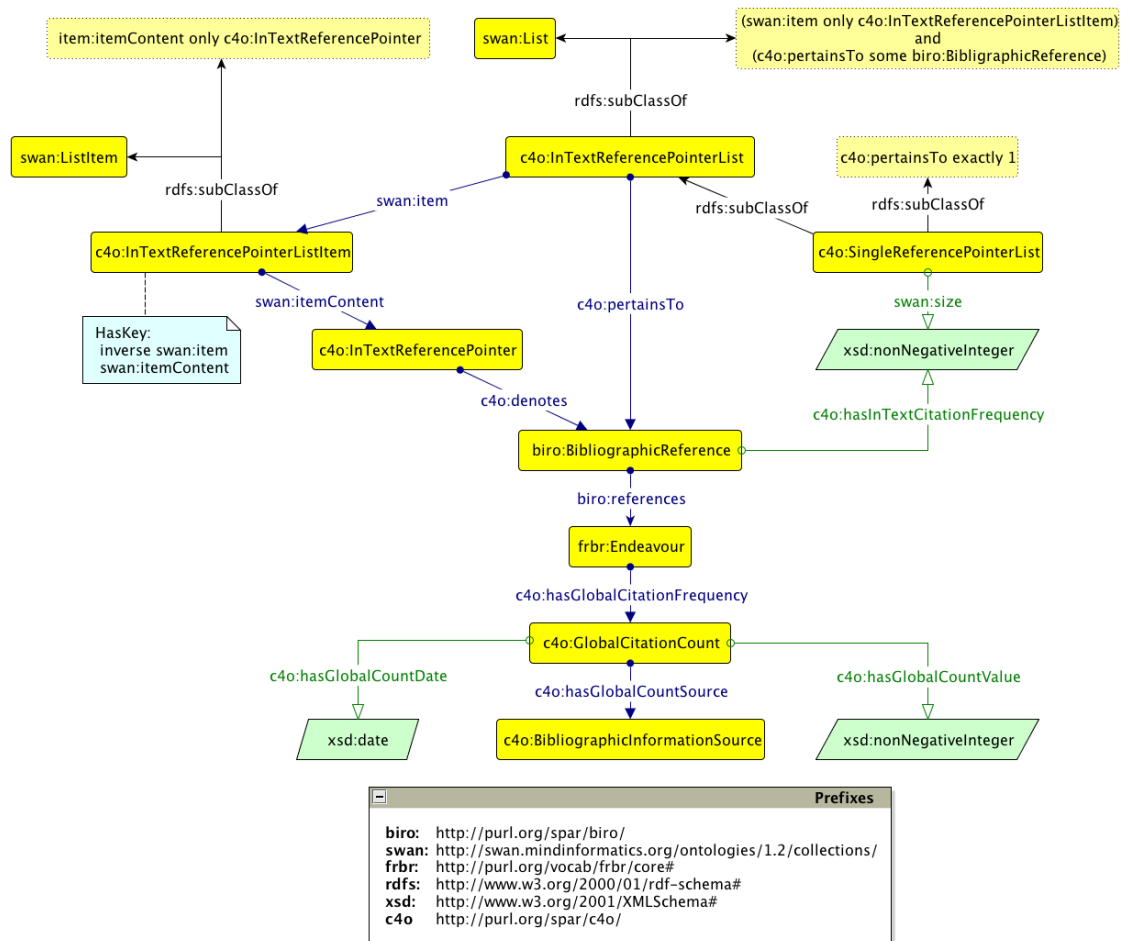 item:itemContent only c4o:InTextReferencePointer
swan:List
(swan:item only c4o:InTextReferencePointerListItem)
and
(c4o:pertainsTo some biro:BibligraphicReference)
rdfs:subClassOf
swan:ListItem
c4o:InTextReferencePointerList
c4o:pertainsTo exactly 1
rdfs:subClassOf
swan:item
rdfs:subClassOf
rdfs:subClassOf
c4o:InTextReferencePointerListItem
c4o:SingleReferencePointerList
swan:itemContent
c4o:pertainsTo
swan:size
HasKey:
inverse swan:item
swan:itemContent
c4o:InTextReferencePointer
xsd:nonNegativeInteger
c4o:denotes
c4o:hasInTextCitationFrequency
biro:BibliographicReference
biro:references
frbr:Endeavour
c4o:hasGlobalCitationFrequency
c4o:GlobalCitationCount
c4o:hasGlobalCountDate
c4o:hasGlobalCountSource
c4o:hasGlobalCountValue
xsd:date
c4o:BibliographicInformationSource
xsd:nonNegativeInteger
Prefixes
biro: http://purl.org/spar/biro/
swan: http://swan.mindinformatics.org/ontologies/1.2/collections/
frbr: http://purl.org/vocab/frbr/core#
rdfs: http://www.w3.org/2000/01/rdf-schema#
xsd: http://www.w3.org/2001/XMLSchema#
c4o http://purl.org/spar/c4o/